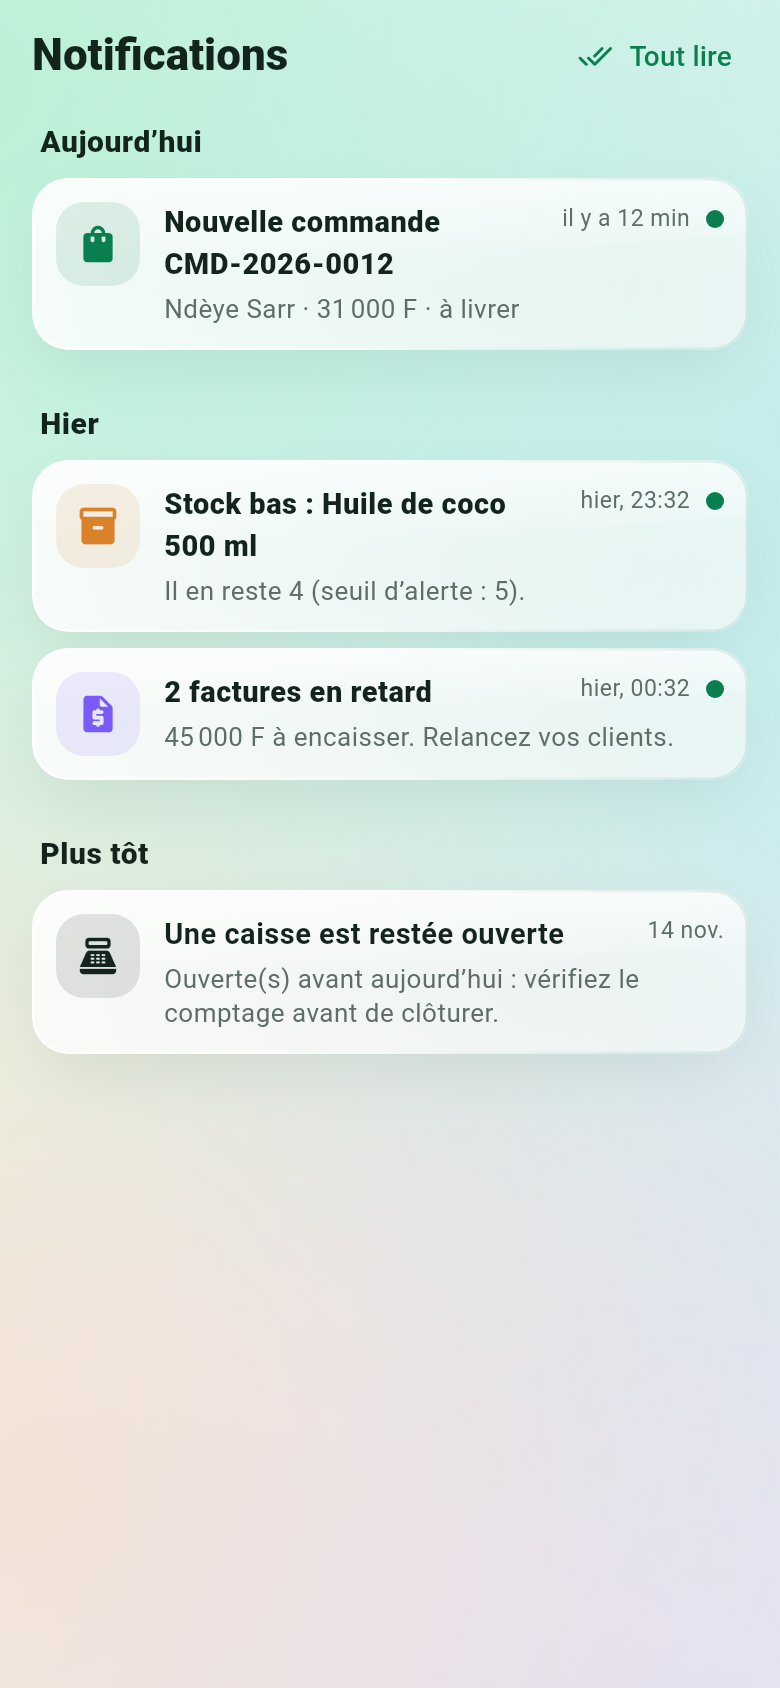 Notifications
Tout lire
Aujourd’hui
Nouvelle commande
CMD-2026-0012
il y a 12 min
Ndèye Sarr · 31 000 F · à livrer
Hier
Stock bas : Huile de coco
500 ml
hier, 23:32
Il en reste 4 (seuil d’alerte : 5).
2 factures en retard
hier, 00:32
45 000 F à encaisser. Relancez vos clients.
Plus tôt
Une caisse est restée ouverte
14 nov.
Ouverte(s) avant aujourd’hui : vérifiez le
comptage avant de clôturer.